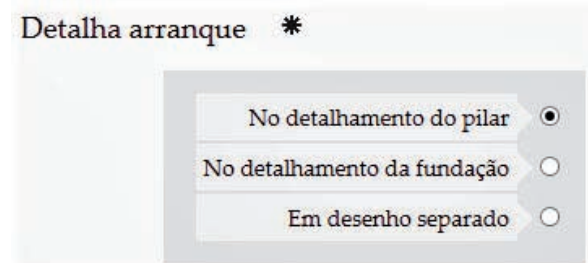 Detalha arranque *
No detalhamento do pilar
No detalhamento da fundação
Em desenho separado